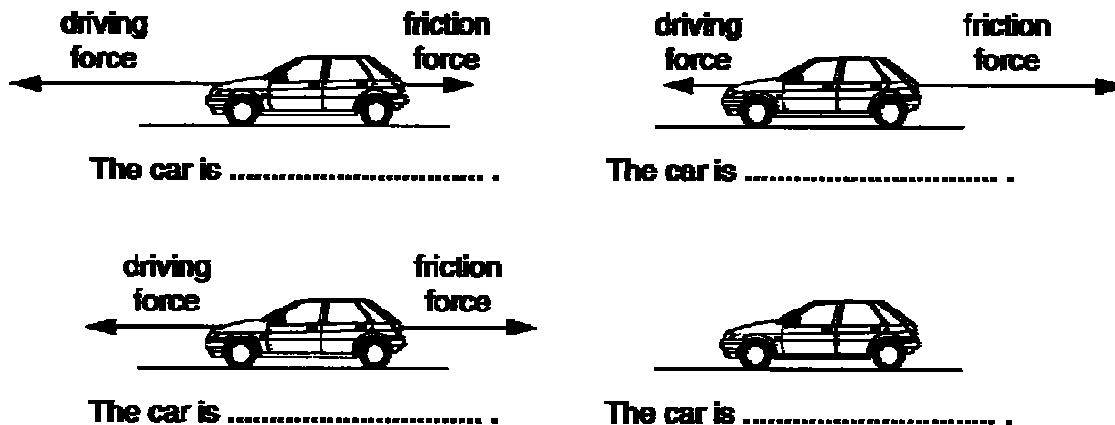 driving force
friction force
The car is ................................ .
driving force
friction force
The car is ................................ .
driving force
friction force
The car is ................................ .
The car is ................................ .